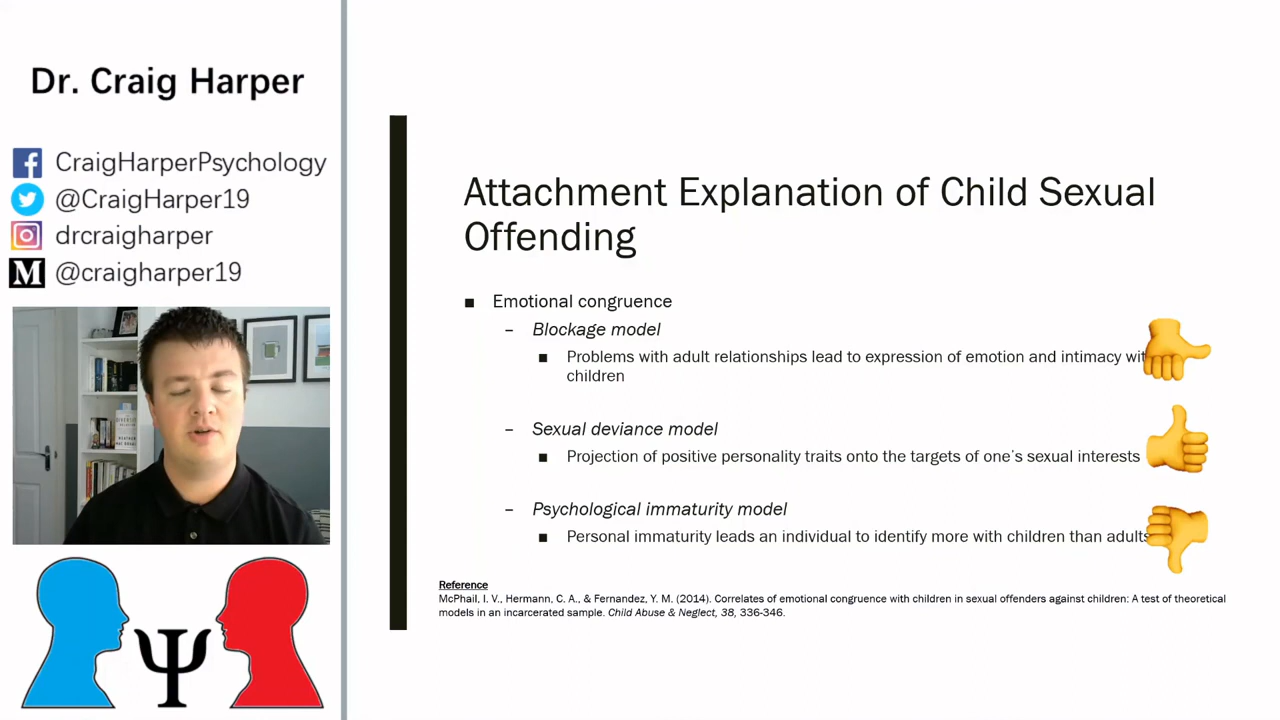 Dr. Craig Harper
CraigHarperPsychology
@CraigHarper19
drcraigharper
M @craigharper19
Attachment Explanation of Child Sexual
Offending
■ Emotional congruence
– Blockage model
■ Problems with adult relationships lead to expression of emotion and intimacy wit
children
– Sexual deviance model
■ Projection of positive personality traits onto the targets of one's sexual interests
– Psychological immaturity model
■ Personal immaturity leads an individual to identify more with children than adults
Reference
McPhail, I. V., Hermann, C. A., & Fernandez, Y. M. (2014). Correlates of emotional congruence with children in sexual offenders against children: A test of theoretical
models in an incarcerated sample. Child Abuse & Neglect, 38, 336-346.
Ψ